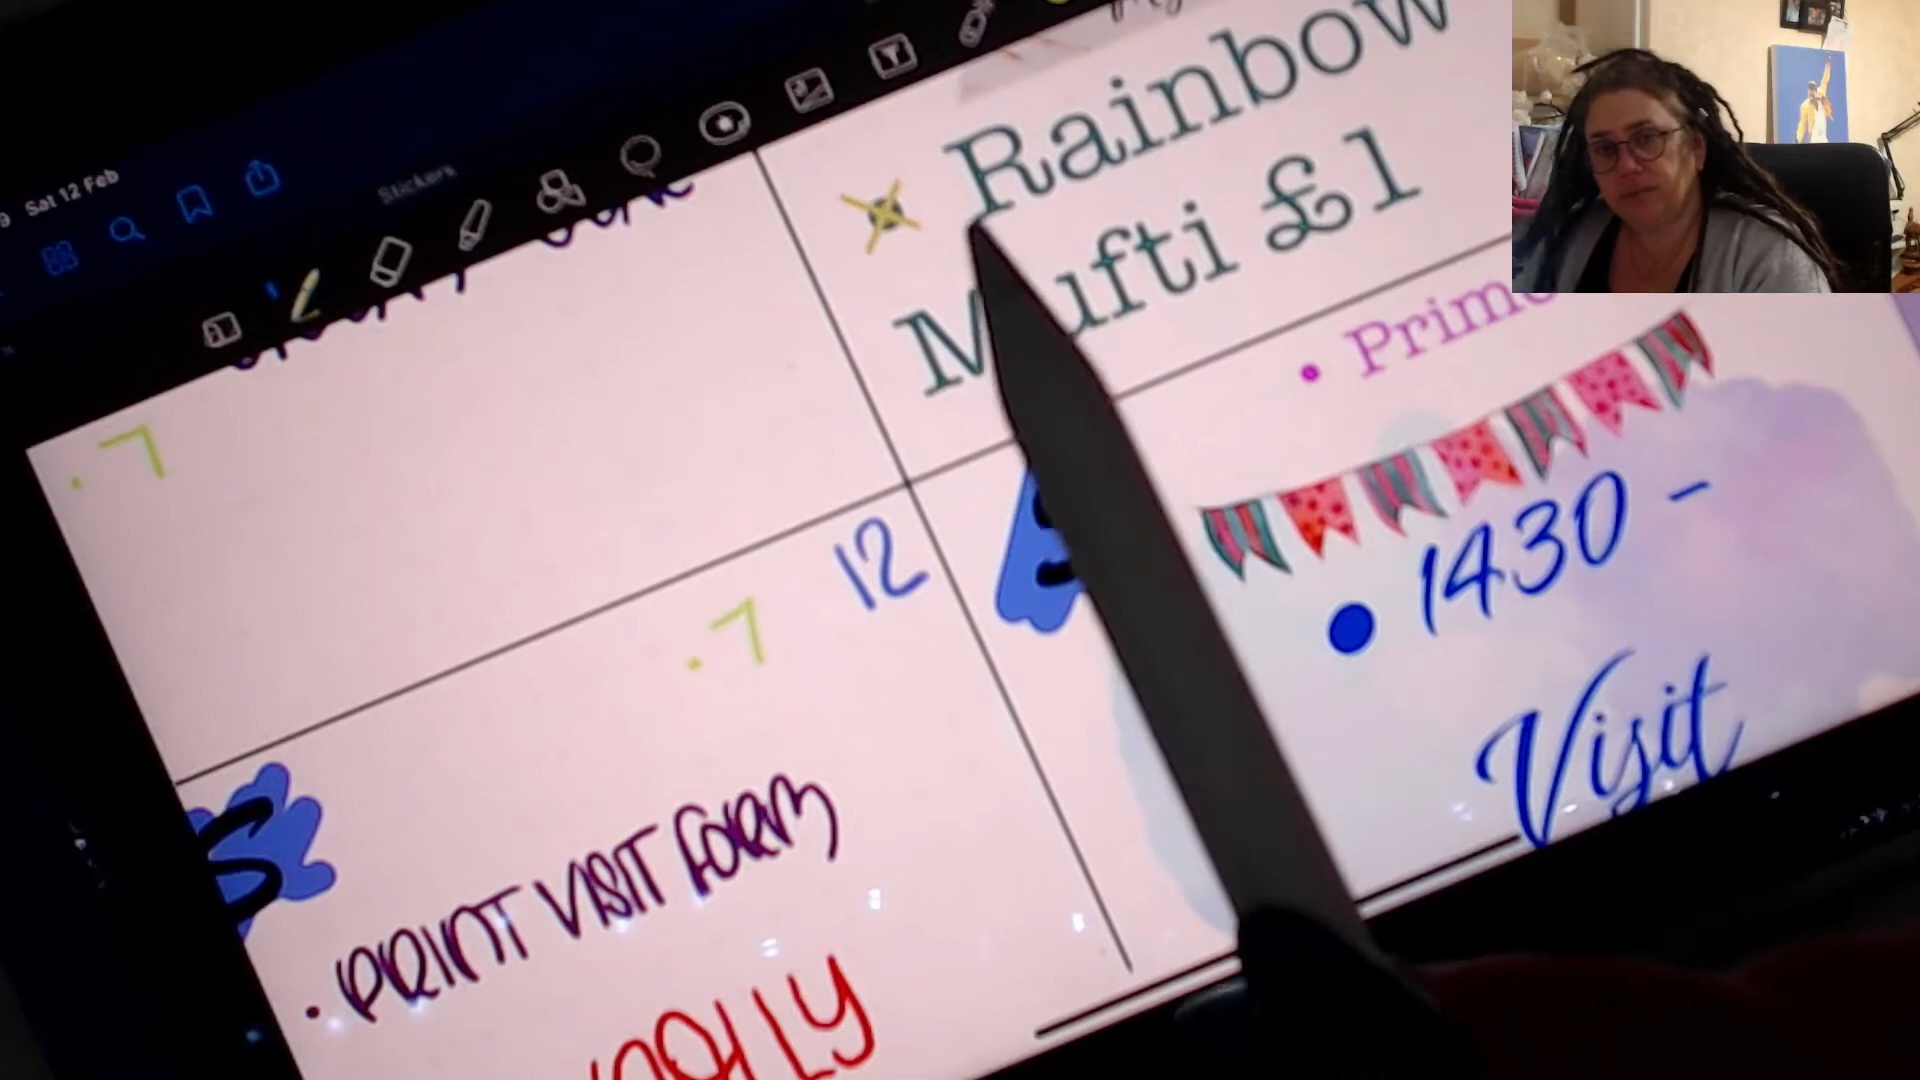 Sat 12 Feb
Stickers
Rainbow
Mufti £1
• Prim
. 7
12
. 7
• 1430 -
Visit
S
. PRINT VISIT FORM